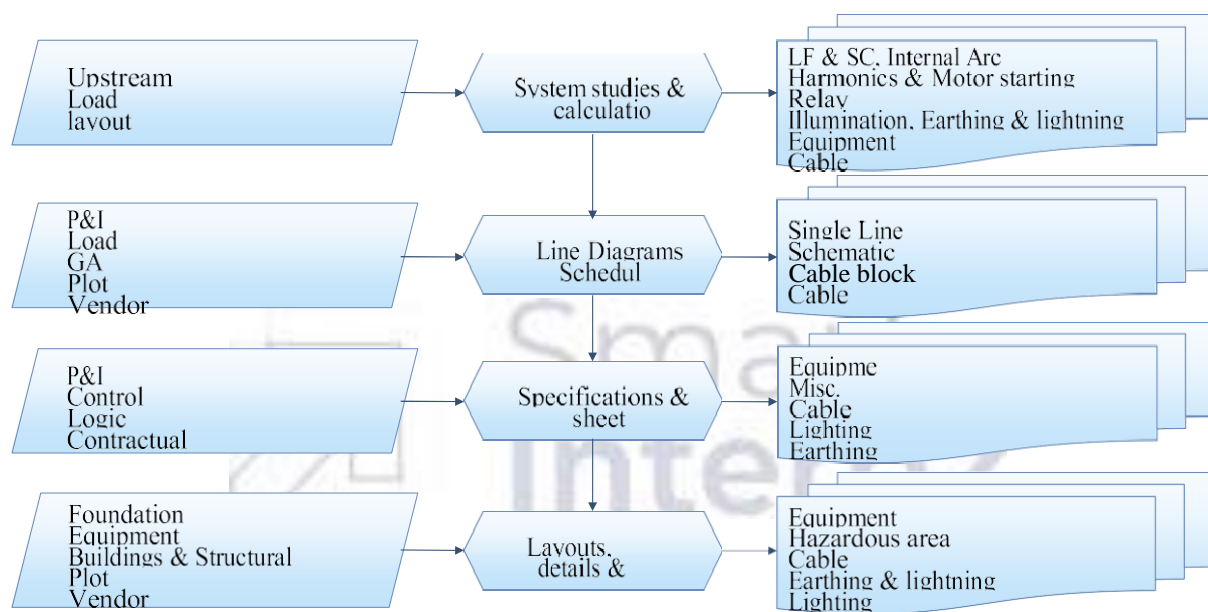 Upstream
Load
layout
System studies &
calculatio
LF & SC, Internal Arc
Harmonics & Motor starting
Relay
Illumination, Earthing & lightning
Equipment
Cable
P&I
Load
GA
Plot
Vendor
Line Diagrams
Schedul
Single Line
Schematic
Cable block
Cable
P&I
Control
Logic
Contractual
Specifications &
sheet
Equipme
Misc.
Cable
Lighting
Earthing
Foundation
Equipment
Buildings & Structural
Plot
Vendor
Layouts,
details &
Equipment
Hazardous area
Cable
Earthing & lightning
Lighting